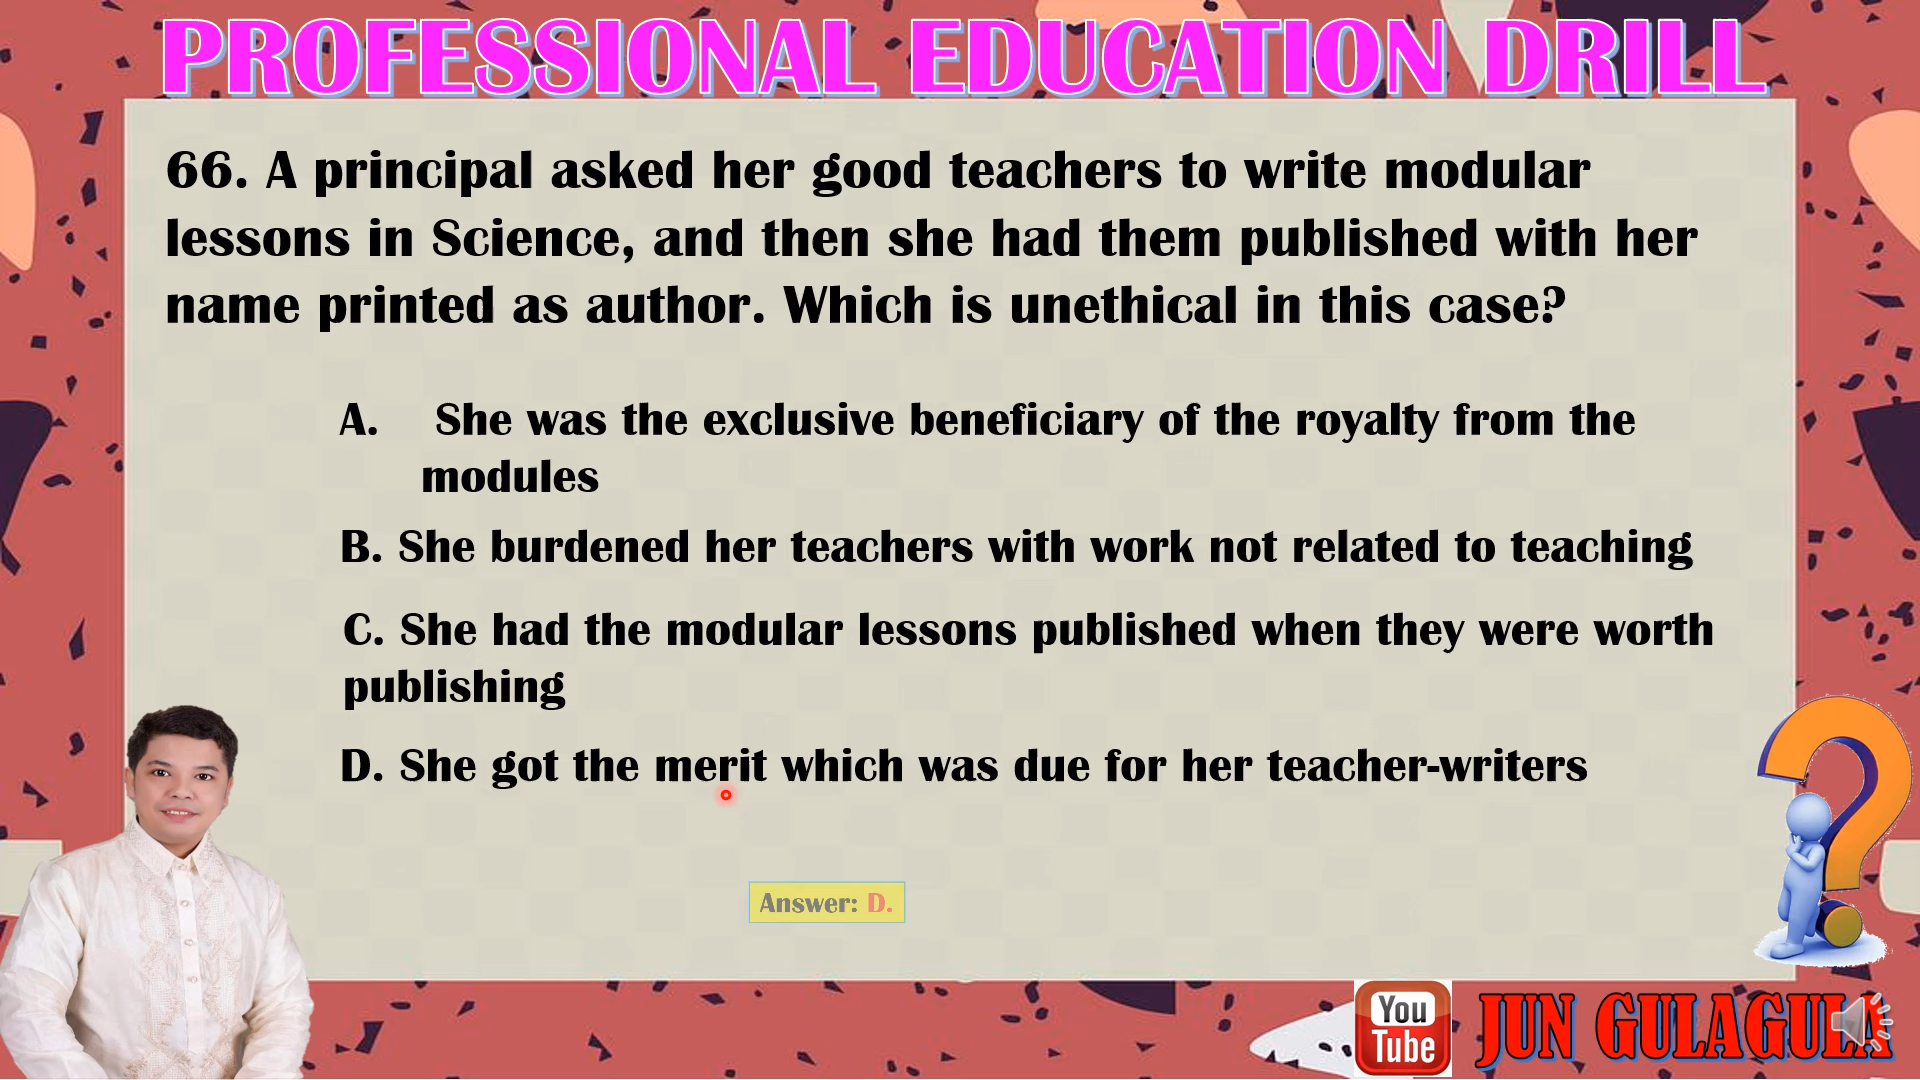 PROFESSIONAL EDUCATION DRILL
66. A principal asked her good teachers to write modular
lessons in Science, and then she had them published with her
name printed as author. Which is unethical in this case?
A. She was the exclusive beneficiary of the royalty from the
modules
B. She burdened her teachers with work not related to teaching
C. She had the modular lessons published when they were worth
publishing
D. She got the merit which was due for her teacher-writers
Answer: D.
You
Tube
JUN GULAGULA